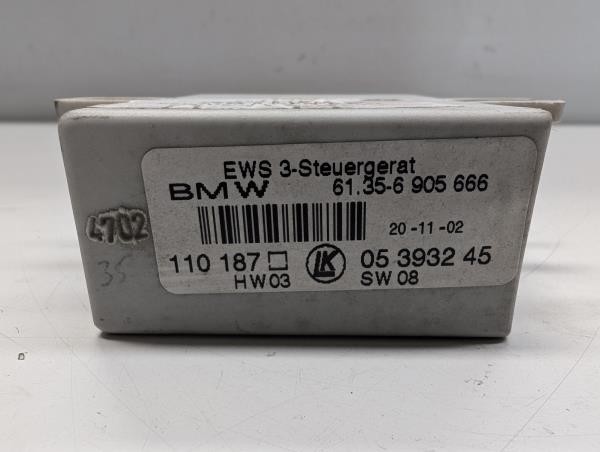 EWS 3-Steuergerat
BMW 61.35-6 905 666
20-11-02
110 187 LK 05 3932 45
HW03 SW 08
4702
35